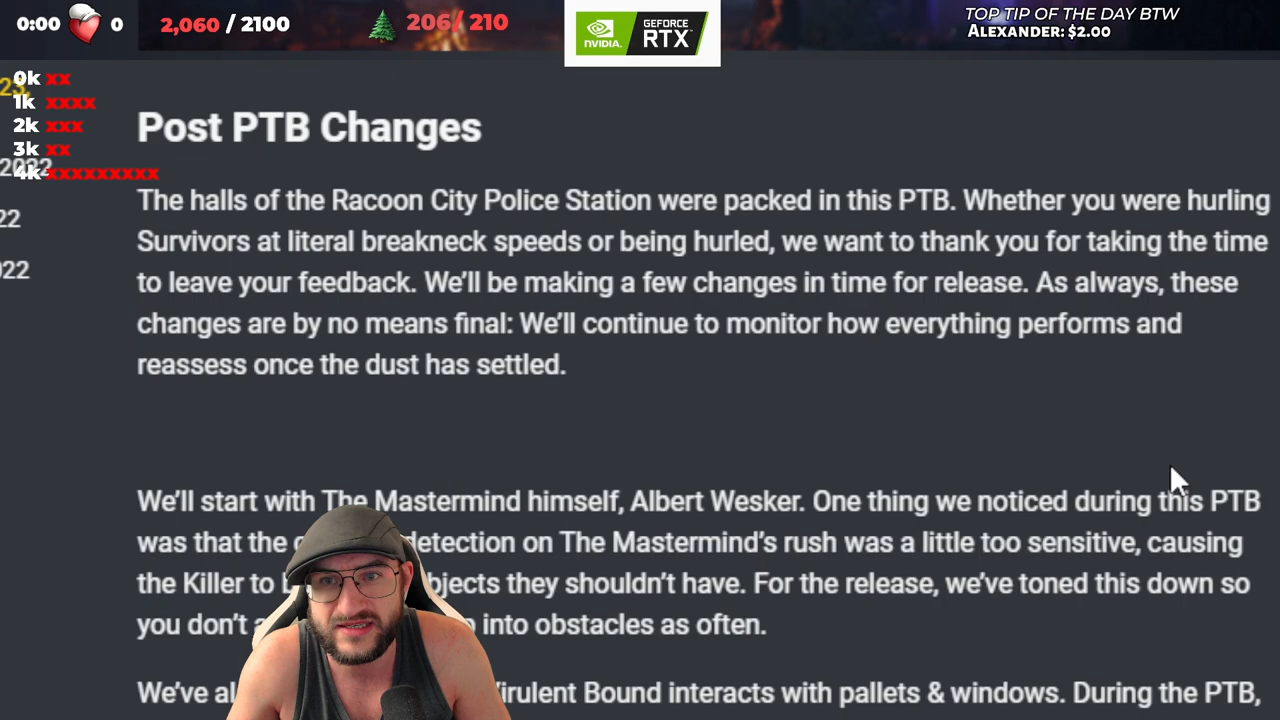 0:00 0 2,060 / 2100 206/ 210
NVIDIA. GEFORCE RTX
TOP TIP OF THE DAY BTW
ALEXANDER: $2.00
0k xx
23,
1k xxxx
2k xxx
3k xx
2022
4k xxxxxxxxx
22
022
Post PTB Changes
The halls of the Racoon City Police Station were packed in this PTB. Whether you were hurling
Survivors at literal breakneck speeds or being hurled, we want to thank you for taking the time
to leave your feedback. We’ll be making a few changes in time for release. As always, these
changes are by no means final: We’ll continue to monitor how everything performs and
reassess once the dust has settled.
We’ll start with The Mastermind himself, Albert Wesker. One thing we noticed during this PTB
was that the detection on The Mastermind’s rush was a little too sensitive, causing
the Killer to bjects they shouldn’t have. For the release, we’ve toned this down so
you don’t into obstacles as often.
We’ve Virulent Bound interacts with pallets & windows. During the PTB,